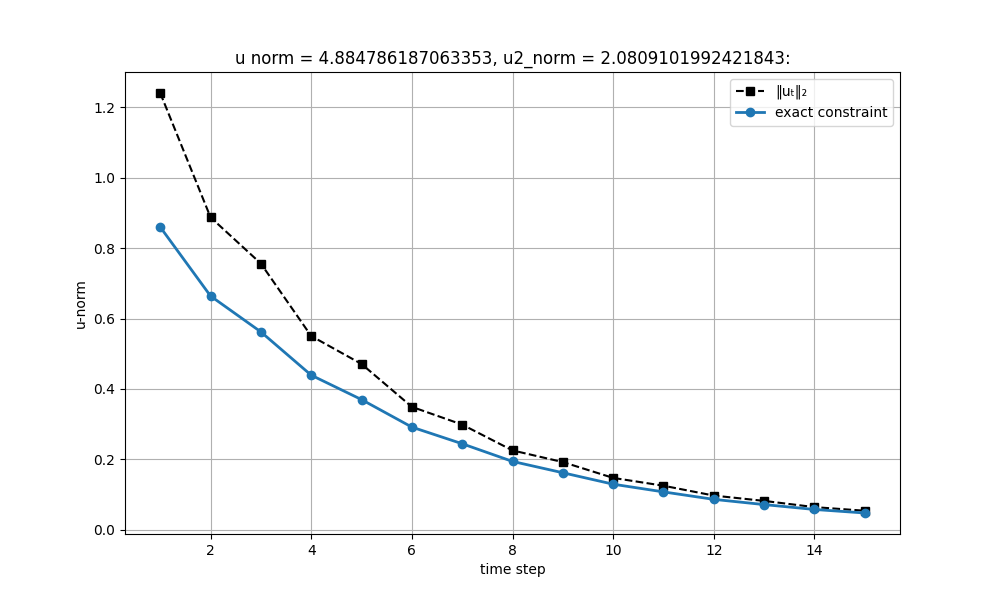 u norm = 4.884786187063353, u2_norm = 2.0809101992421843:
‖uₜ‖₂
exact constraint
1.2
1.0
0.8
0.6
0.4
0.2
0.0
u-norm
2 4 6 8 10 12 14
time step